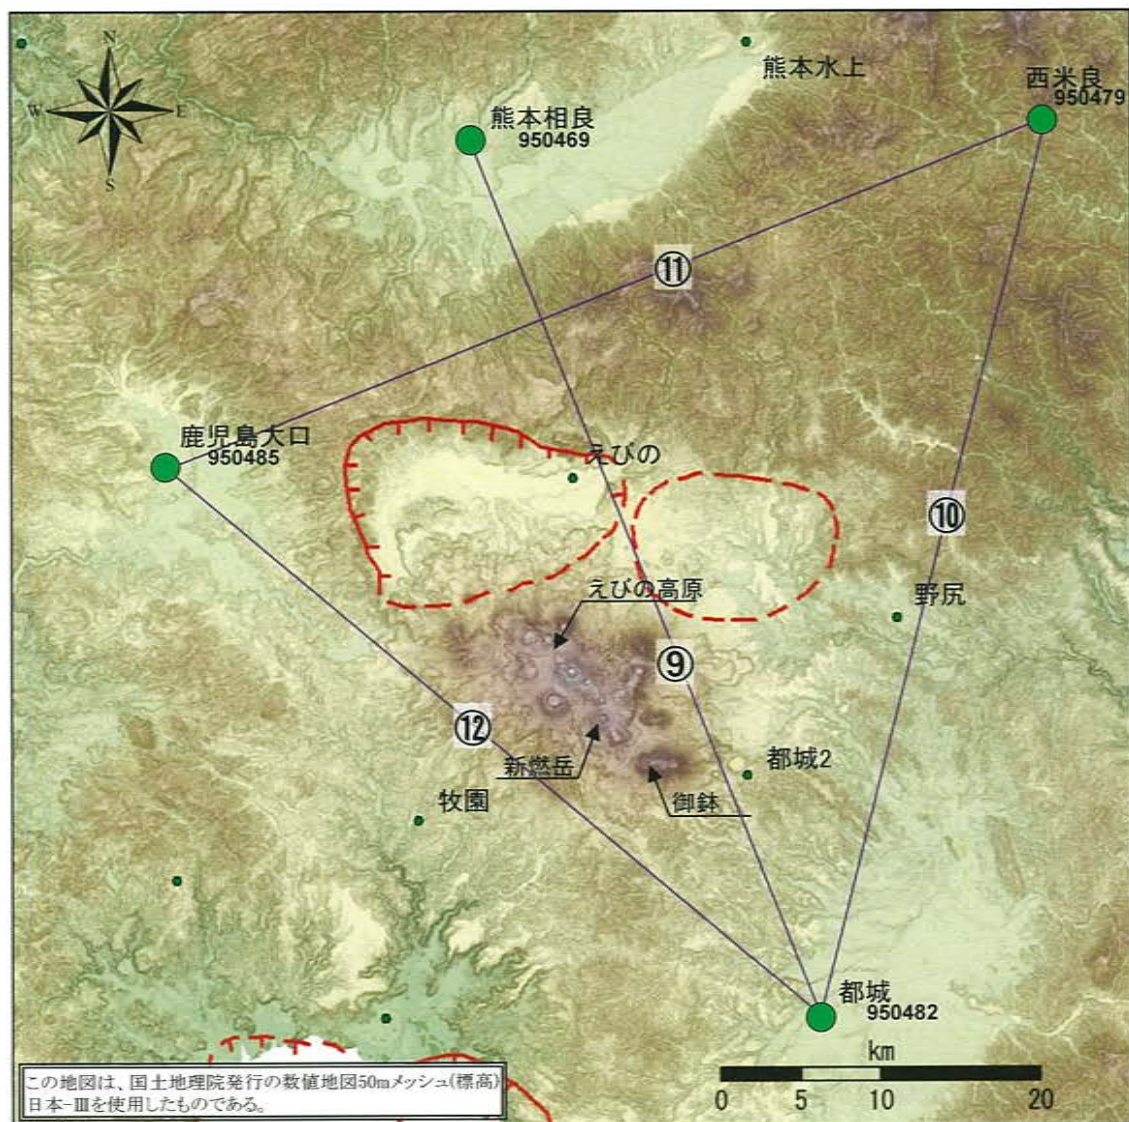 N
熊本水上
西米良
950479
W
E
熊本相良
950469
S
⑪
鹿児島大口
950485
えびの
⑩
えびの高原
野尻
⑨
⑫
新燃岳
都城2
牧園
御鉢
都城
950482
km
0 5 10 20
この地図は、国土地理院発行の数値地図50mメッシュ(標高)
日本-Ⅲを使用したものである。